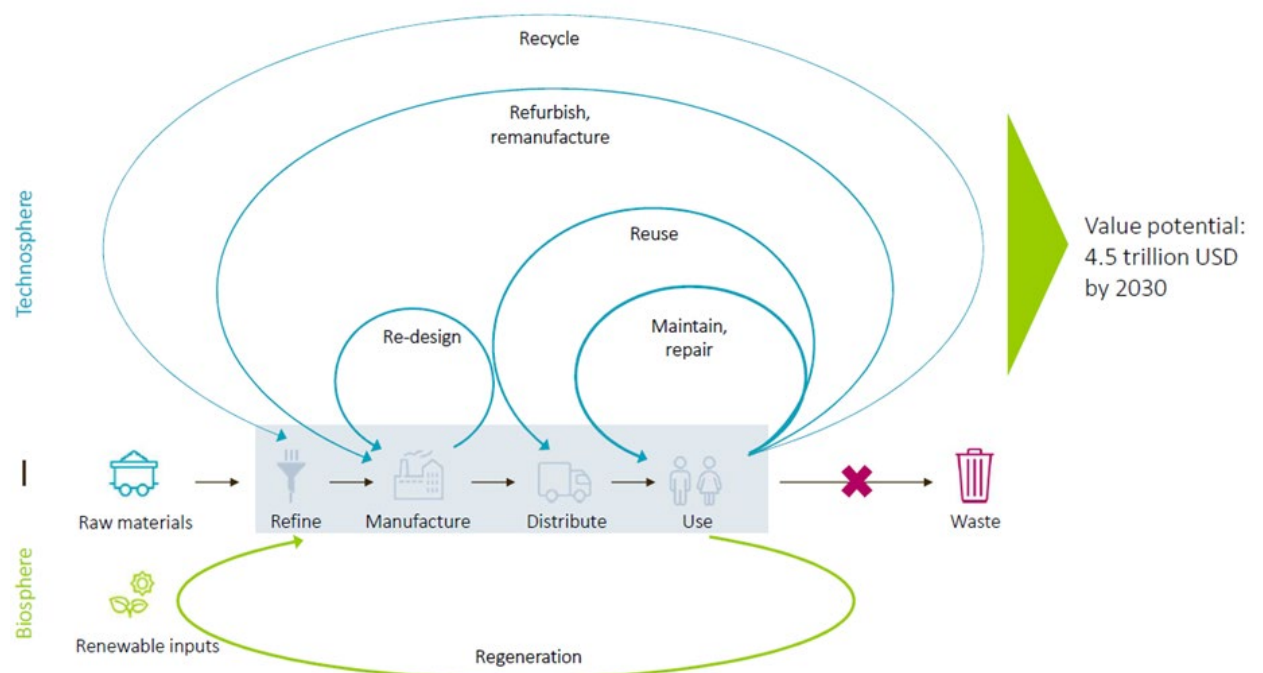 Recycle
Refurbish,
remanufacture
Reuse
Maintain,
repair
Re-design
Technosphere
Value potential:
4.5 trillion USD
by 2030
Raw materials
Refine
Manufacture
Distribute
Use
Waste
Biosphere
Renewable inputs
Regeneration